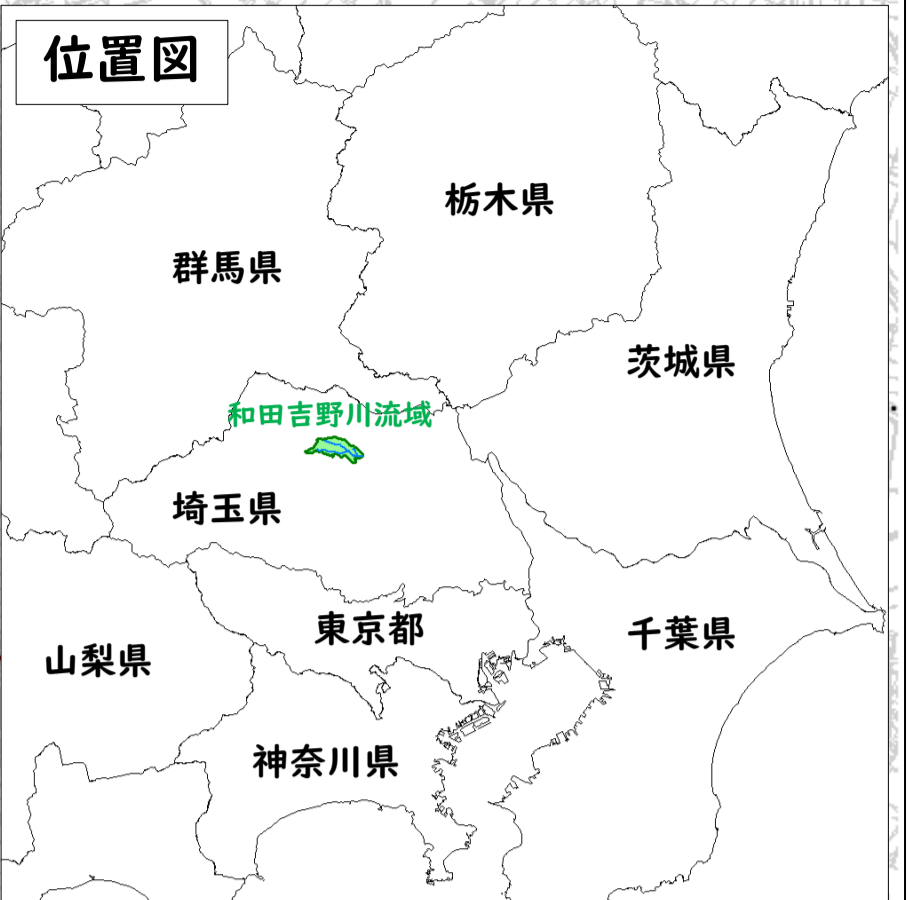 位置図
栃木県
群馬県
茨城県
和田吉野川流域
埼玉県
東京都
千葉県
山梨県
神奈川県